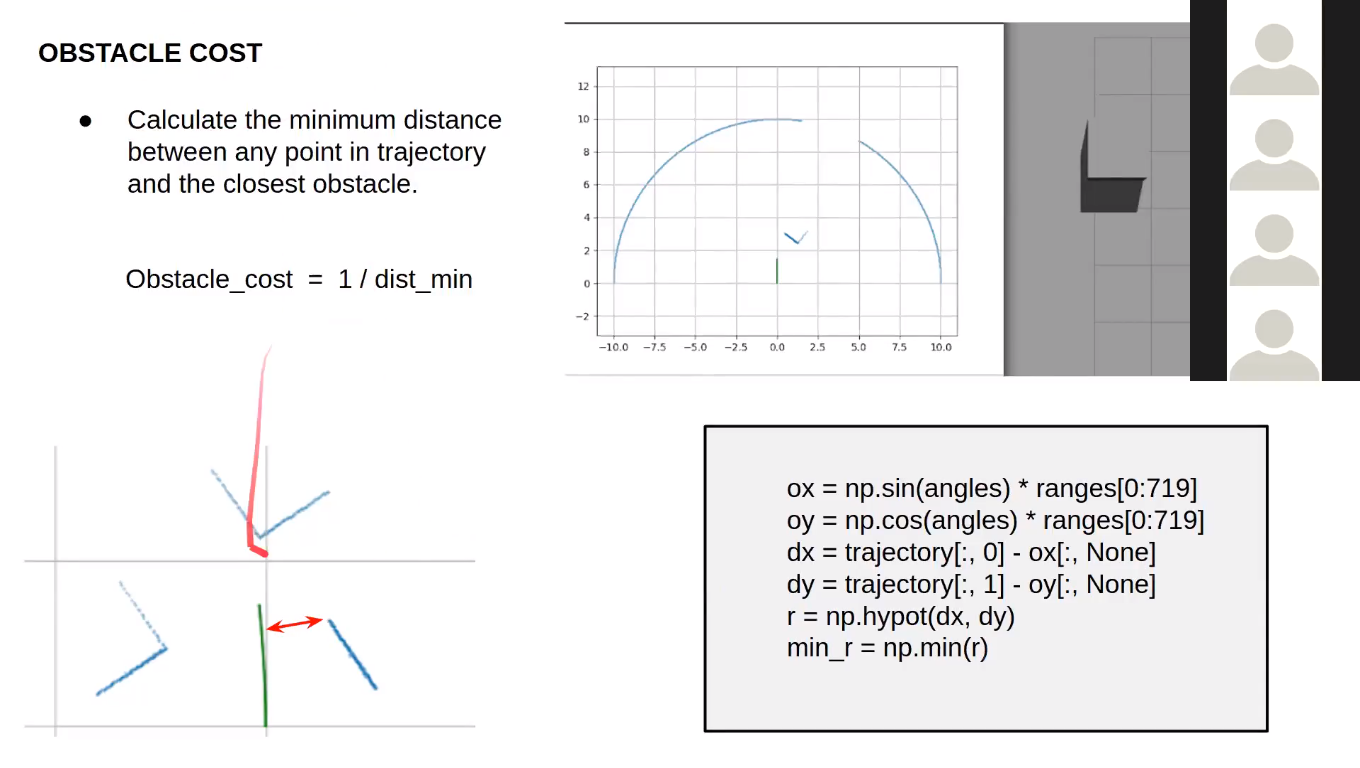 OBSTACLE COST
● Calculate the minimum distance
between any point in trajectory
and the closest obstacle.
Obstacle_cost = 1 / dist_min
12
10
8
6
4
2
0
−2
−10.0 −7.5 −5.0 −2.5 0.0 2.5 5.0 7.5 10.0
ox = np.sin(angles) * ranges[0:719]
oy = np.cos(angles) * ranges[0:719]
dx = trajectory[:, 0] - ox[:, None]
dy = trajectory[:, 1] - oy[:, None]
r = np.hypot(dx, dy)
min_r = np.min(r)